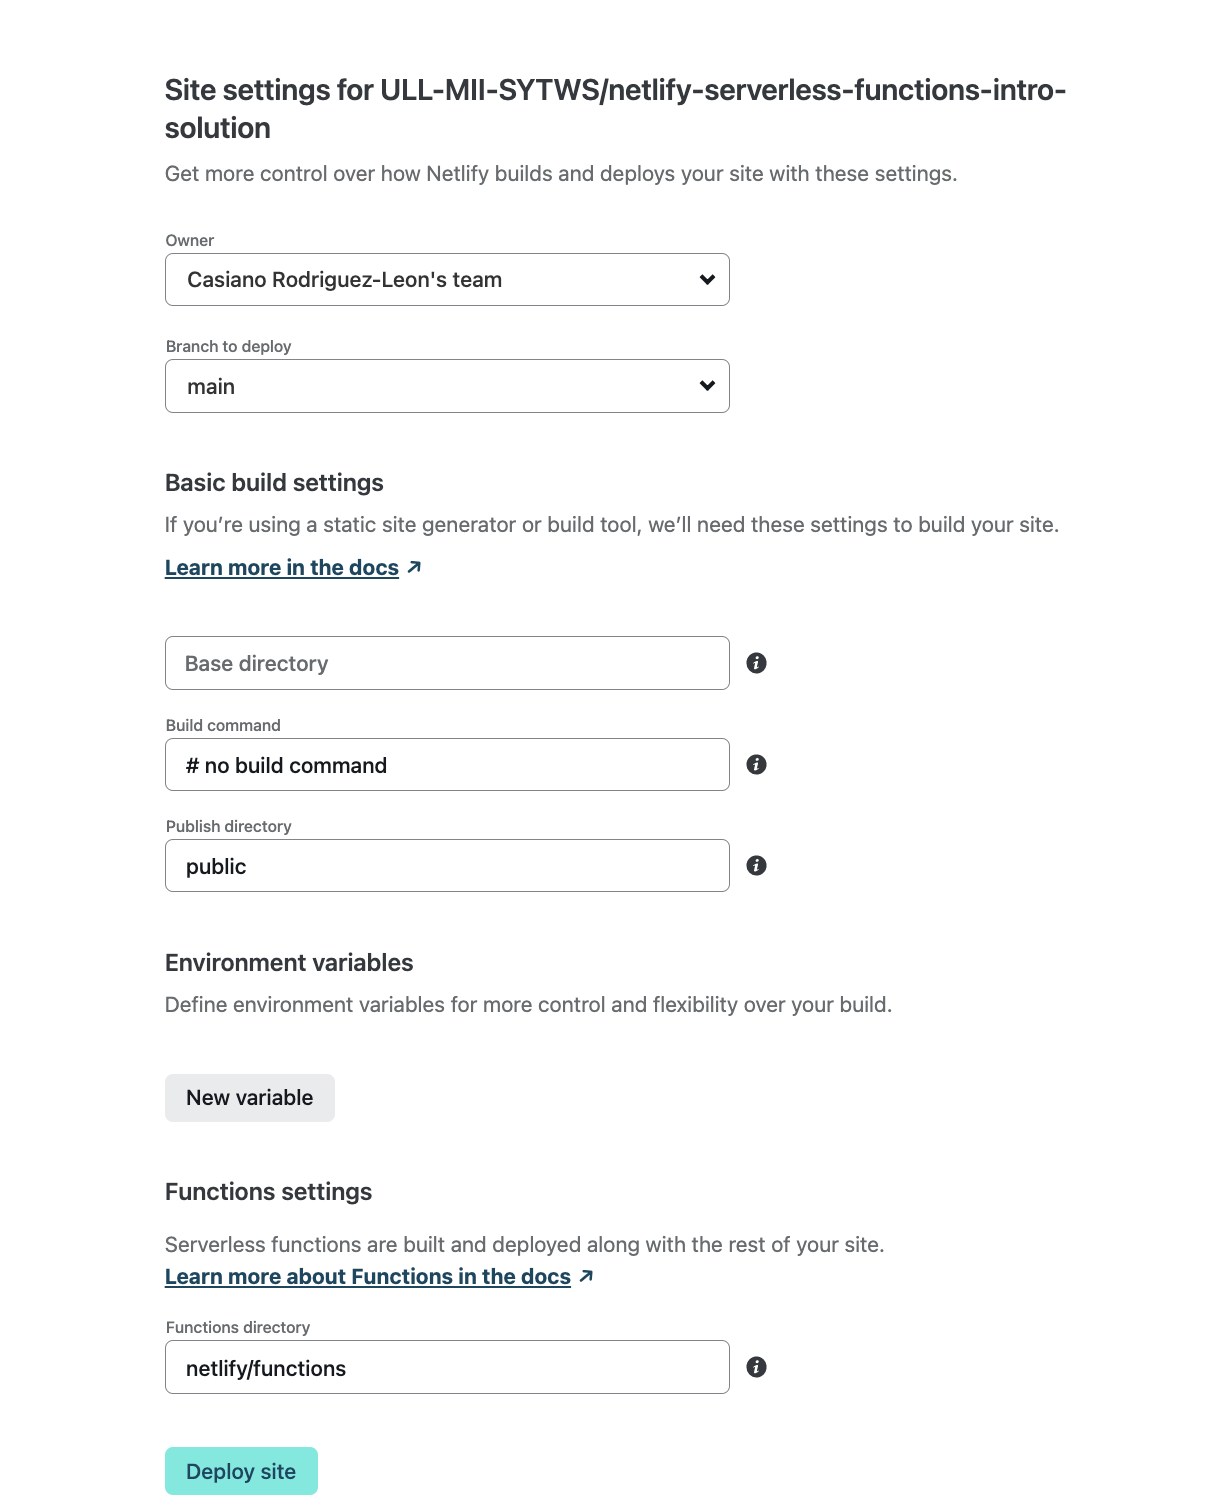 Site settings for ULL-MII-SYTWS/netlify-serverless-functions-intro-
solution
Get more control over how Netlify builds and deploys your site with these settings.
Owner
Casiano Rodriguez-Leon's team
Branch to deploy
main
Basic build settings
If you’re using a static site generator or build tool, we’ll need these settings to build your site.
Learn more in the docs
Base directory
Build command
# no build command
Publish directory
public
Environment variables
Define environment variables for more control and flexibility over your build.
New variable
Functions settings
Serverless functions are built and deployed along with the rest of your site.
Learn more about Functions in the docs
Functions directory
netlify/functions
Deploy site